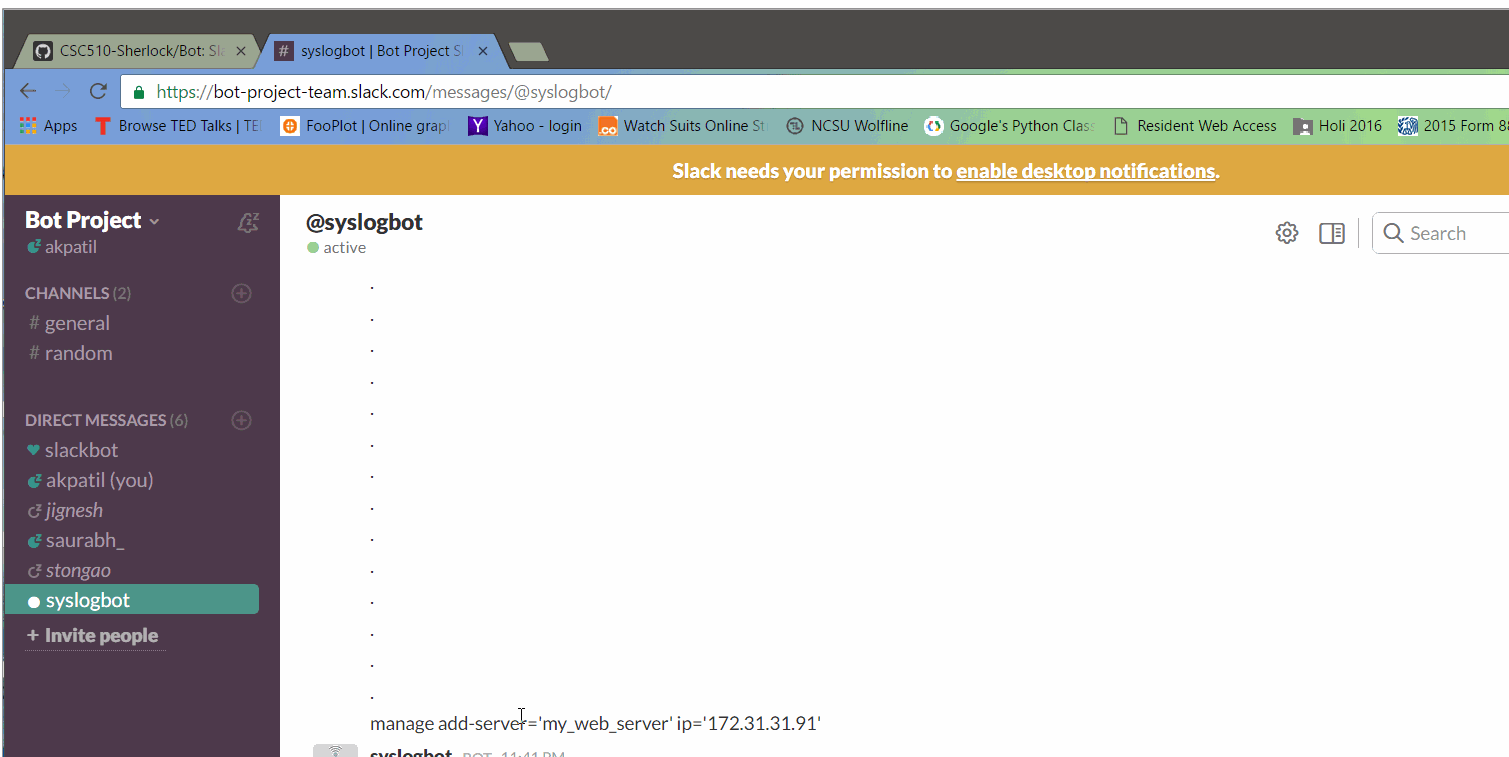 CSC510-Sherlock/Bot: Sla
syslogbot | Bot Project S
https://bot-project-team.slack.com/messages/@syslogbot/
Apps Browse TED Talks | TE FooPlot | Online grap Yahoo - login Watch Suits Online St NCSU Wolfline Google's Python Class Resident Web Access Holi 2016 2015 Form 88
Slack needs your permission to enable desktop notifications.
Bot Project
akpatil
CHANNELS (2)
# general
# random
DIRECT MESSAGES (6)
slackbot
akpatil (you)
jignesh
saurabh_
stongao
syslogbot
+ Invite people
@syslogbot
active
Search
.
.
.
.
.
.
.
.
.
.
.
.
.
.
manage add-server='my_web_server' ip='172.31.31.91'
syslogbot BOT 11:41 PM